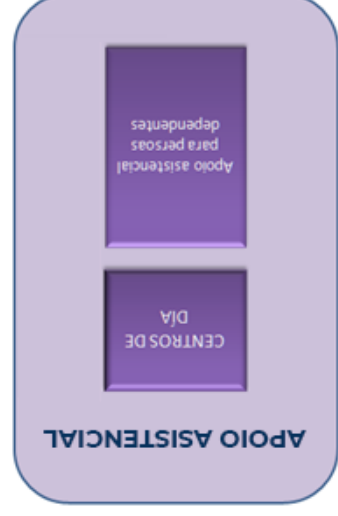 APOIO ASISTENCIAL
CENTROS DE
DÍA
Apoio asistencial
para persoas
dependentes